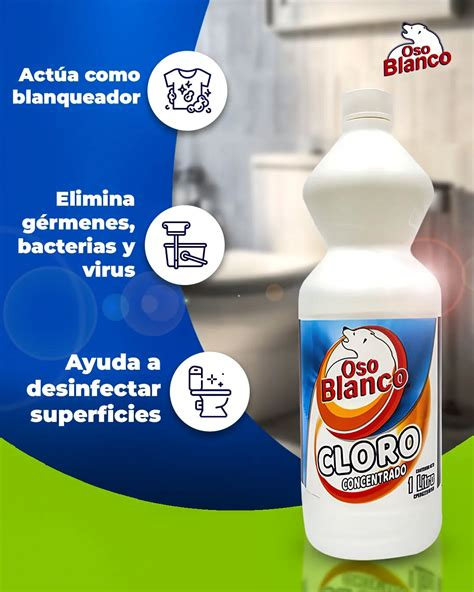 Oso
Blanco
Actúa como
blanqueador
Elimina
gérmenes,
bacterias y
virus
Ayuda a
desinfectar
superficies
Oso
Blanco
CLORO
CONCENTRADO
1 Litro